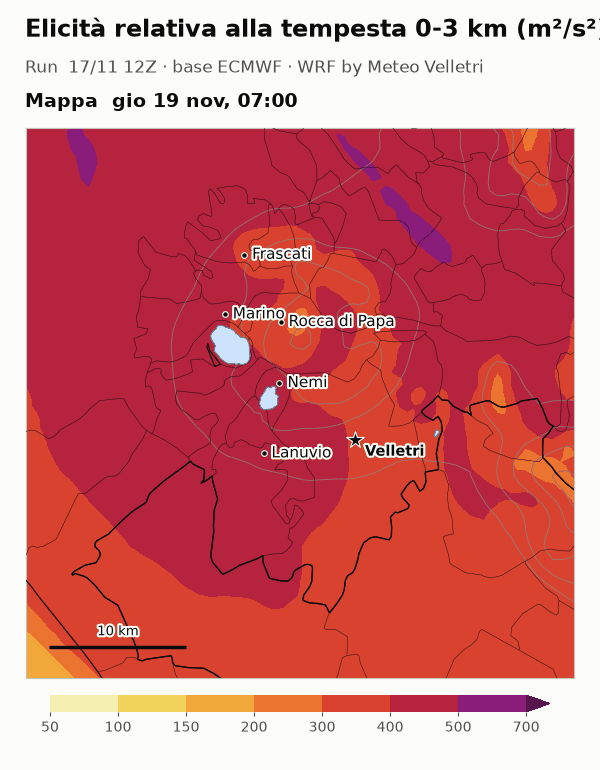 Elicità relativa alla tempesta 0-3 km (m²/s²)
Run 17/11 12Z · base ECMWF · WRF by Meteo Velletri
Mappa gio 19 nov, 07:00
Frascati
Marino
Rocca di Papa
Nemi
Velletri
Lanuvio
10 km
50 100 150 200 300 400 500 700